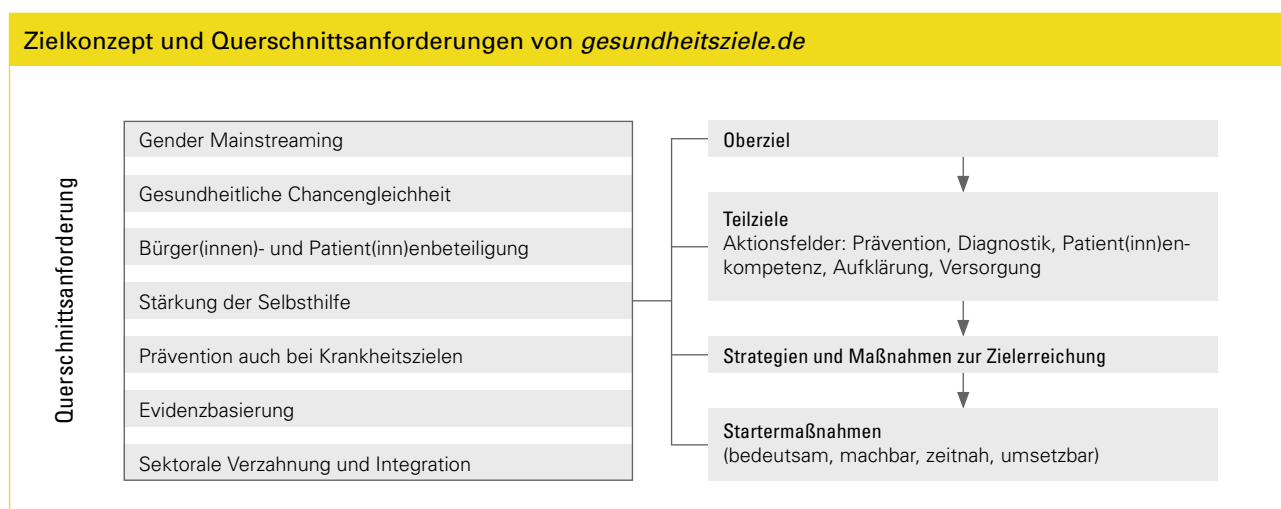 Zielkonzept und Querschnittsanforderungen von gesundheitsziele.de
Querschnittsanforderung
Gender Mainstreaming
Gesundheitliche Chancengleichheit
Bürger(innen)- und Patient(inn)enbeteiligung
Stärkung der Selbsthilfe
Prävention auch bei Krankheitszielen
Evidenzbasierung
Sektorale Verzahnung und Integration
Oberziel
Teilziele
Aktionsfelder: Prävention, Diagnostik, Patient(inn)en-
kompetenz, Aufklärung, Versorgung
Strategien und Maßnahmen zur Zielerreichung
Startermaßnahmen
(bedeutsam, machbar, zeitnah, umsetzbar)